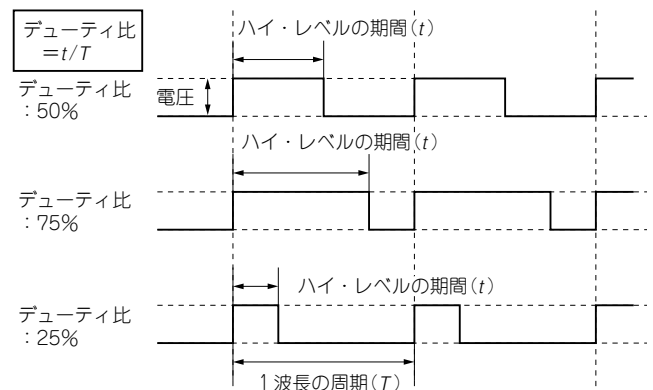 デューティ比
=t/T
ハイ・レベルの期間(t)
デューティ比
:50%
電圧
ハイ・レベルの期間(t)
デューティ比
:75%
ハイ・レベルの期間(t)
デューティ比
:25%
1波長の周期(T)